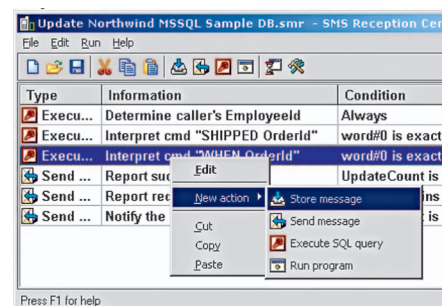 Update Northwind MSSQL Sample DB.smr - SMS Reception Cen
File Edit Run Help
Type Information Condition
Execu... Determine caller's EmployeeId Always
Execu... Interpret cmd "SHIPPED OrderId" word#0 is exact
Execu... Interpret cmd "WHEN OrderId" word#0 is exact
Send ... Report suc UpdateCount is
Send ... Report rec ins
Send ... Notify the is
Edit
New action
Cut
Copy
Paste
Store message
Send message
Execute SQL query
Run program
Press F1 for help